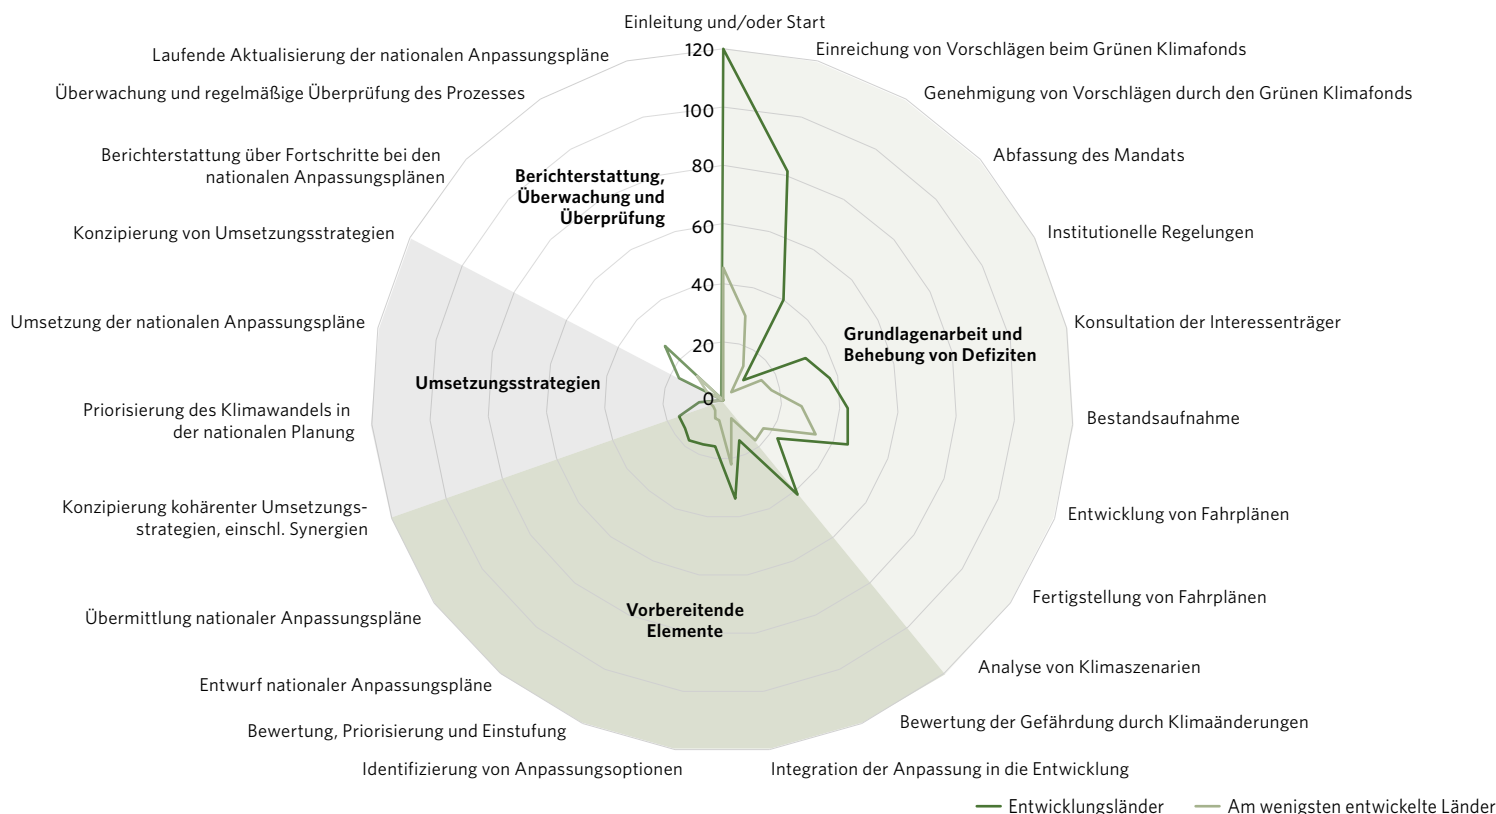 Einleitung und/oder Start
Einreichung von Vorschlägen beim Grünen Klimafonds
Genehmigung von Vorschlägen durch den Grünen Klimafonds
Abfassung des Mandats
Institutionelle Regelungen
Konsultation der Interessenträger
Bestandsaufnahme
Entwicklung von Fahrplänen
Fertigstellung von Fahrplänen
Analyse von Klimaszenarien
Bewertung der Gefährdung durch Klimaänderungen
Integration der Anpassung in die Entwicklung
Identifizierung von Anpassungsoptionen
Bewertung, Priorisierung und Einstufung
Entwurf nationaler Anpassungspläne
Übermittlung nationaler Anpassungspläne
Konzipierung kohärenter Umsetzungs-
strategien, einschl. Synergien
Priorisierung des Klimawandels in
der nationalen Planung
Umsetzung der nationalen Anpassungspläne
Konzipierung von Umsetzungsstrategien
Berichterstattung über Fortschritte bei den
nationalen Anpassungsplänen
Überwachung und regelmäßige Überprüfung des Prozesses
Laufende Aktualisierung der nationalen Anpassungspläne
120
100
80
60
40
20
0
Berichterstattung,
Überwachung und
Überprüfung
Grundlagenarbeit und
Behebung von Defiziten
Umsetzungsstrategien
Vorbereitende
Elemente
Entwicklungsländer
Am wenigsten entwickelte Länder